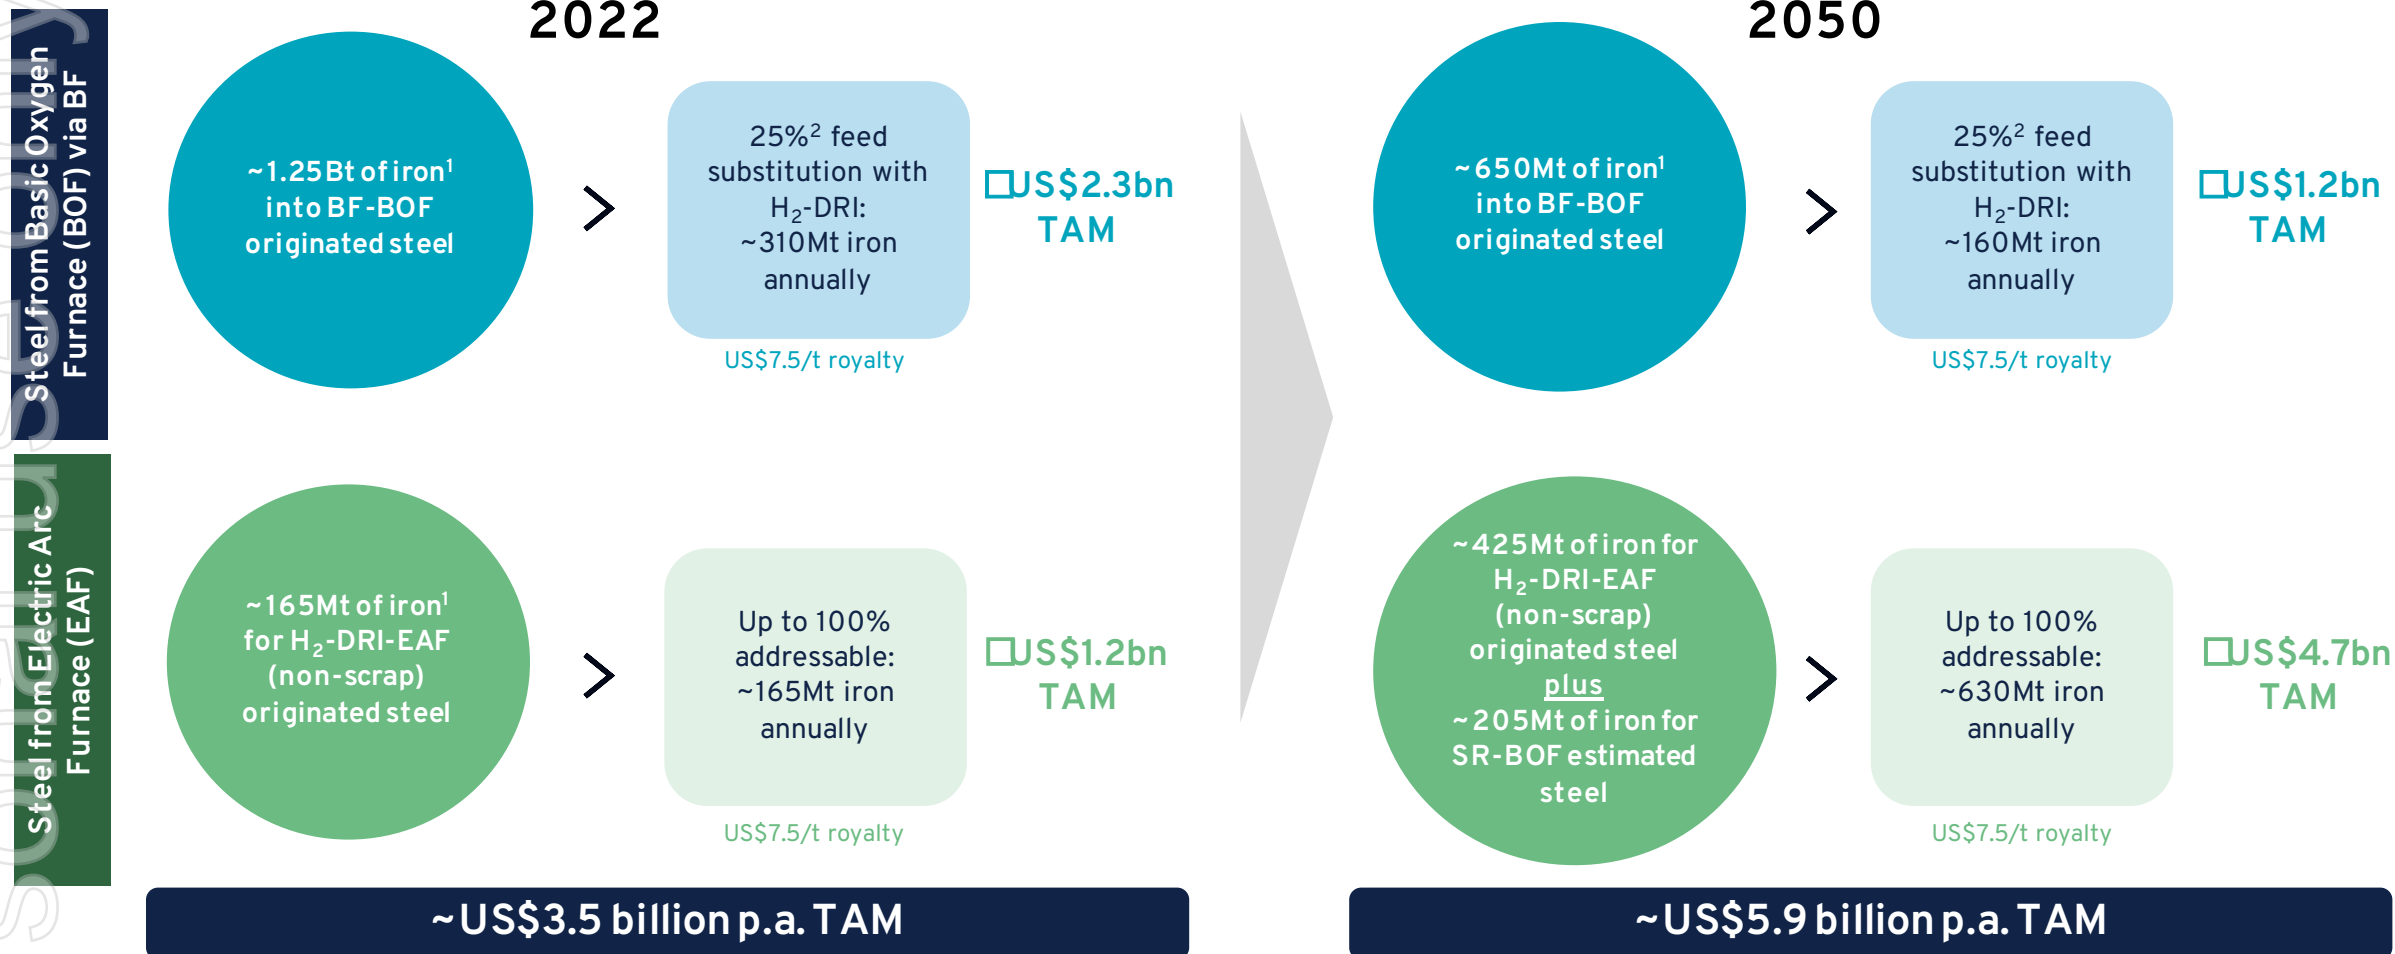 2022
2050
Steel from Basic Oxygen
Furnace (BOF) via BF
~1.25Bt of iron¹
into BF-BOF
originated steel
>
25%² feed
substitution with
H₂-DRI:
~310Mt iron
annually
US$7.5/t royalty
□US$2.3bn
TAM
~650Mt of iron¹
into BF-BOF
originated steel
>
25%² feed
substitution with
H₂-DRI:
~160Mt iron
annually
US$7.5/t royalty
□US$1.2bn
TAM
Steel from Electric Arc
Furnace (EAF)
~165Mt of iron¹
for H₂-DRI-EAF
(non-scrap)
originated steel
>
Up to 100%
addressable:
~165Mt iron
annually
US$7.5/t royalty
□US$1.2bn
TAM
~425Mt of iron for
H₂-DRI-EAF
(non-scrap)
originated steel
plus
~205Mt of iron for
SR-BOF estimated
steel
>
Up to 100%
addressable:
~630Mt iron
annually
US$7.5/t royalty
□US$4.7bn
TAM
~US$3.5 billion p.a. TAM
~US$5.9 billion p.a. TAM